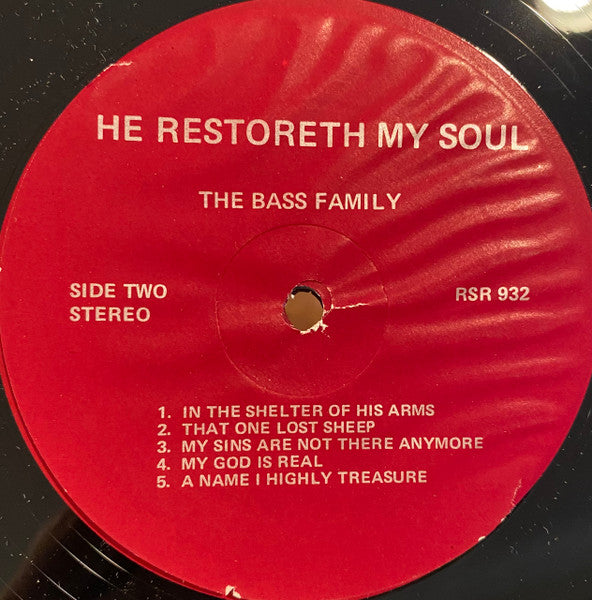 HE RESTORETH MY SOUL
THE BASS FAMILY
SIDE TWO
STEREO
RSR 932
1. IN THE SHELTER OF HIS ARMS
2. THAT ONE LOST SHEEP
3. MY SINS ARE NOT THERE ANYMORE
4. MY GOD IS REAL
5. A NAME I HIGHLY TREASURE